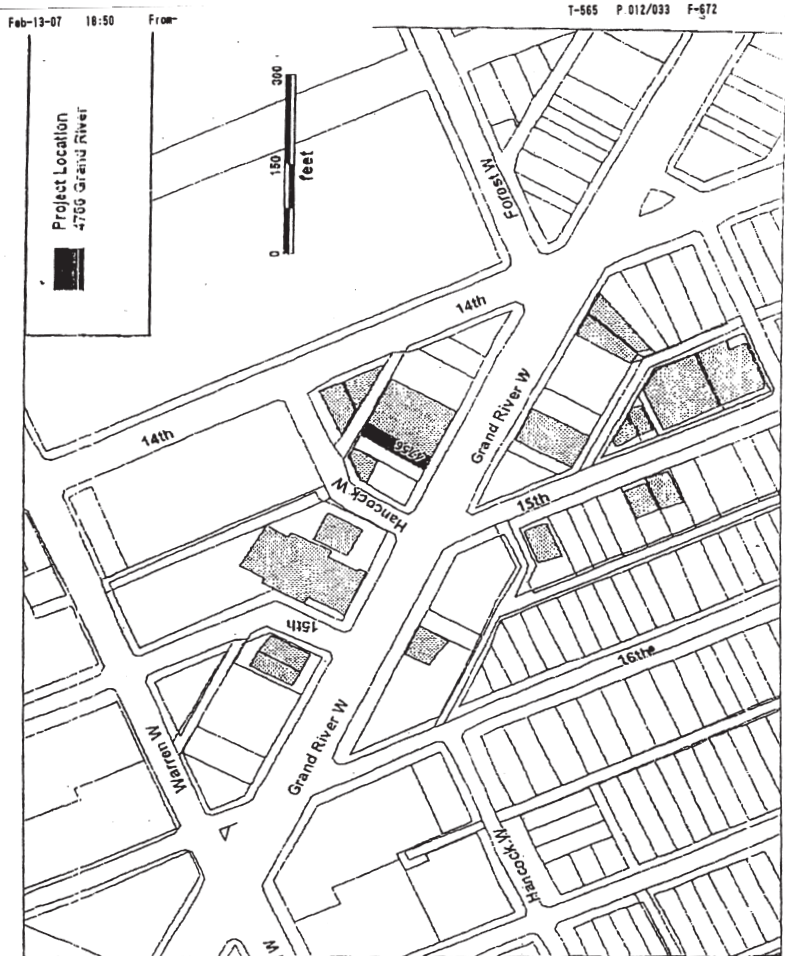 Feb-13-07 18:50 From-
T-565 P.012/033 F-672
Project Location
4756 Grand River
0 150 300
feet
Forest W
14th
14th
Grand River W
Hancock W
15th
15th
16th
Grand River W
Warren W
Hancock W
W